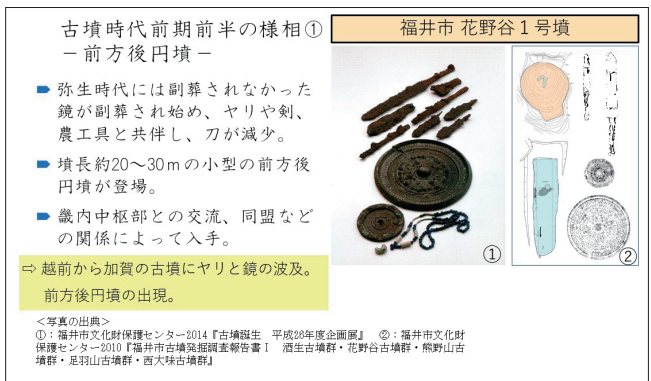 古墳時代前期前半の様相①
－前方後円墳－
弥生時代には副葬されなかった
鏡が副葬され始め、ヤリや剣、
農工具と共伴し、刀が減少。
墳長約20～30ｍの小型の前方後
円墳が登場。
畿内中枢部との交流、同盟など
の関係によって入手。
⇨ 越前から加賀の古墳にヤリと鏡の波及。
前方後円墳の出現。
福井市 花野谷１号墳
①
②
＜写真の出典＞
①：福井市文化財保護センター2014『古墳誕生　平成26年度企画展』　②：福井市文化財
保護センター2010『福井市古墳発掘調査報告書Ⅰ　酒生古墳群・花野谷古墳群・熊野山古
墳群・足羽山古墳群・西大味古墳群』